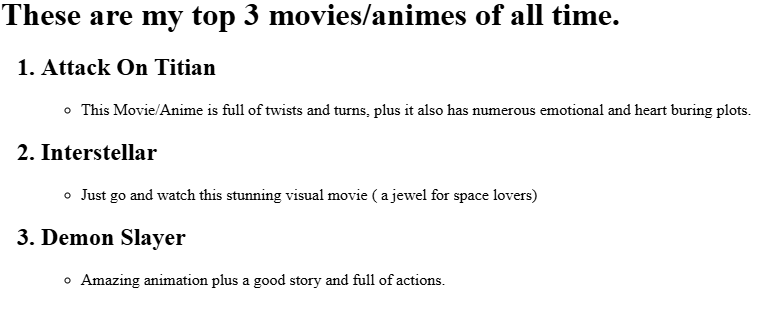 These are my top 3 movies/animes of all time.
1. Attack On Titian
This Movie/Anime is full of twists and turns, plus it also has numerous emotional and heart buring plots.
2. Interstellar
Just go and watch this stunning visual movie ( a jewel for space lovers)
3. Demon Slayer
Amazing animation plus a good story and full of actions.